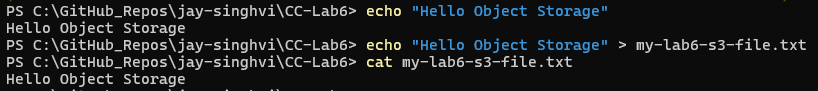 PS C:\GitHub_Repos\jay-singhvi\CC-Lab6> echo "Hello Object Storage"
Hello Object Storage
PS C:\GitHub_Repos\jay-singhvi\CC-Lab6> echo "Hello Object Storage" > my-lab6-s3-file.txt
PS C:\GitHub_Repos\jay-singhvi\CC-Lab6> cat my-lab6-s3-file.txt
Hello Object Storage